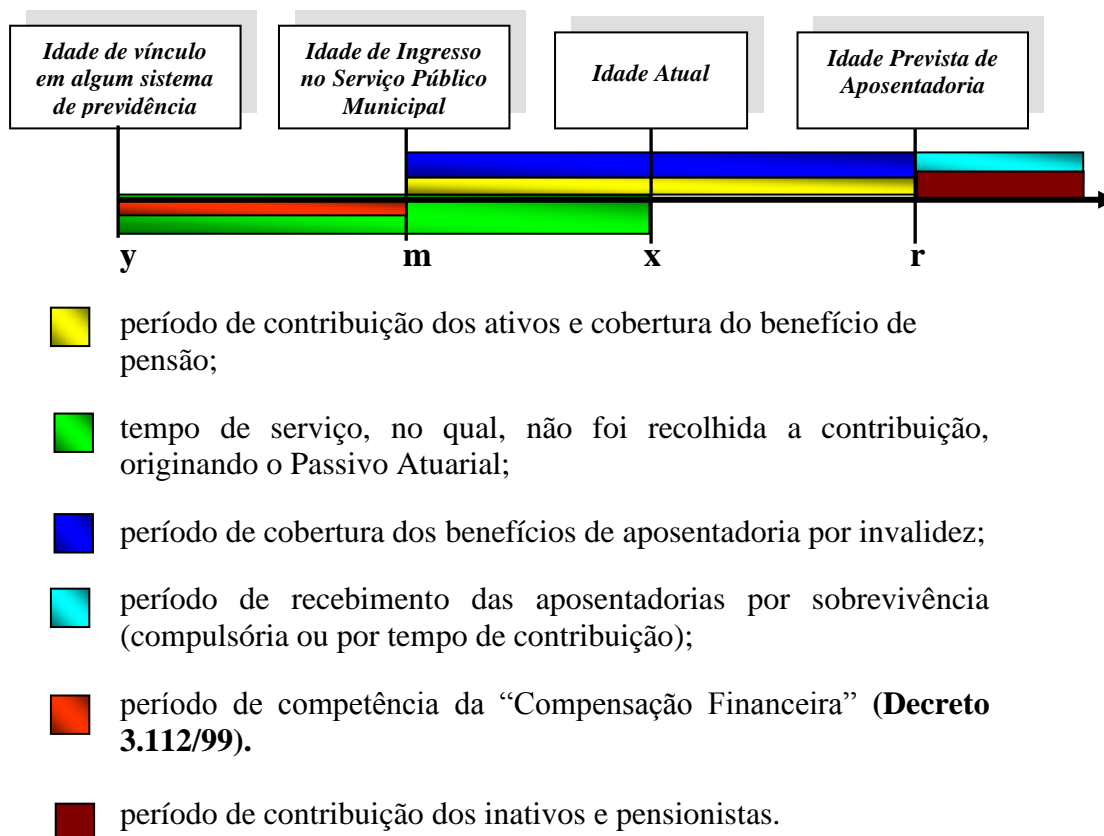 Idade de vínculo
em algum sistema
de previdência
Idade de Ingresso
no Serviço Público
Municipal
Idade Atual
Idade Prevista de
Aposentadoria
y
m
x
r
período de contribuição dos ativos e cobertura do benefício de
pensão;
tempo de serviço, no qual, não foi recolhida a contribuição,
originando o Passivo Atuarial;
período de cobertura dos benefícios de aposentadoria por invalidez;
período de recebimento das aposentadorias por sobrevivência
(compulsória ou por tempo de contribuição);
período de competência da “Compensação Financeira” (Decreto
3.112/99).
período de contribuição dos inativos e pensionistas.